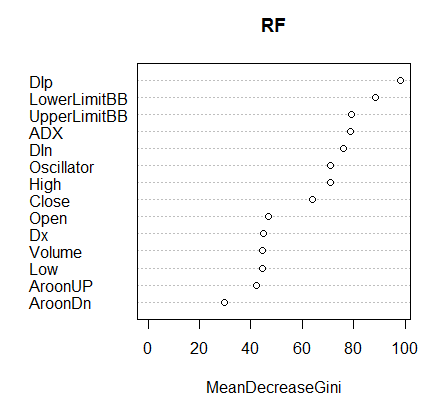 RF
DIp
LowerLimitBB
UpperLimitBB
ADX
DIn
Oscillator
High
Close
Open
Dx
Volume
Low
AroonUP
AroonDn
0 20 40 60 80 100
MeanDecreaseGini